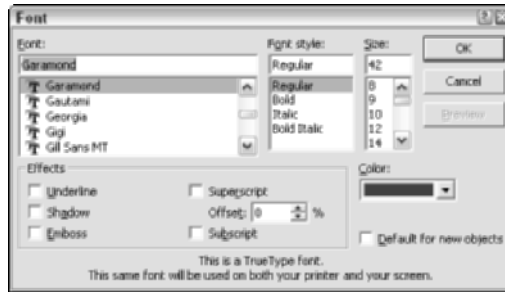 Font
Font: Font style: Size:
Garamond Regular 42 OK
Garamond Regular 8 Cancel
Gautami Bold 9
Georgia Italic 10 Preview
Gigi Bold Italic 12
Gill Sans MT 14
Effects Color:
Underline Superscript
Shadow Offset: 0 %
Emboss Subscript Default for new objects
This is a TrueType font.
This same font will be used on both your printer and your screen.